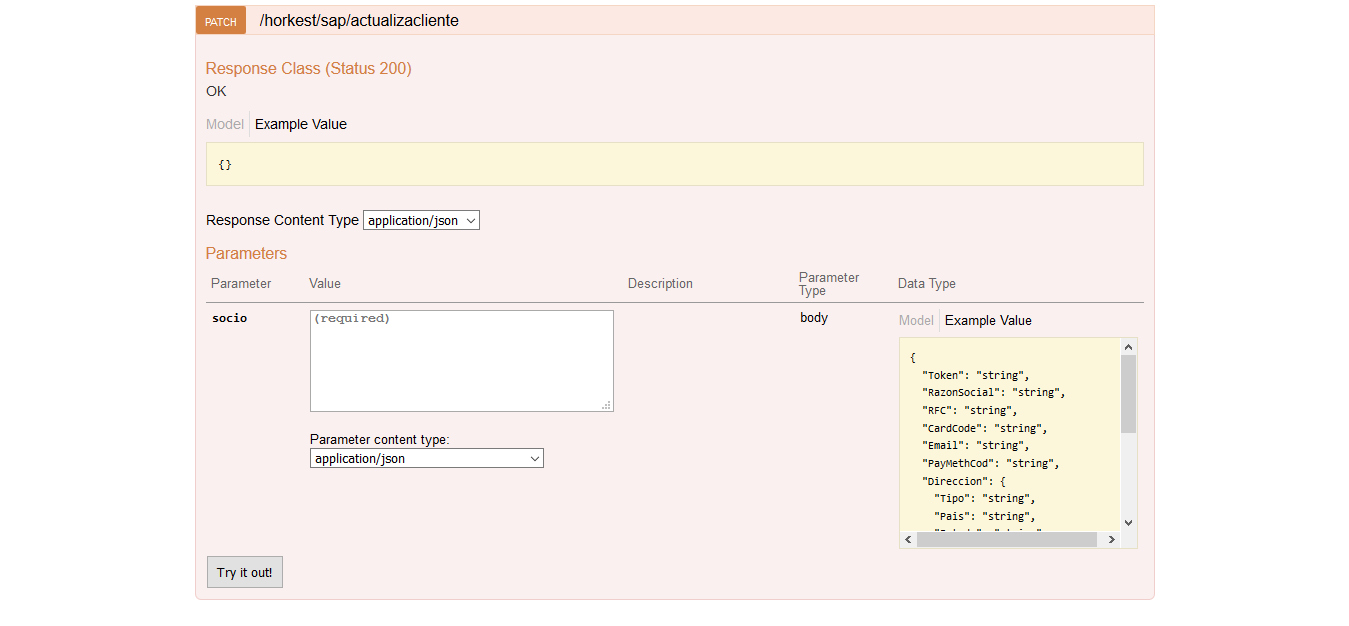 PATCH /horkest/sap/actualizacliente
Response Class (Status 200)
OK
Model Example Value
{}
Response Content Type application/json
Parameters
Parameter Value Description Parameter Type Data Type
socio (required) body Model Example Value
{
"Token": "string",
"RazonSocial": "string",
"RFC": "string",
"CardCode": "string",
"Email": "string",
"PayMethCod": "string",
"Direccion": {
"Tipo": "string",
"Pais": "string",
Parameter content type:
application/json
Try it out!